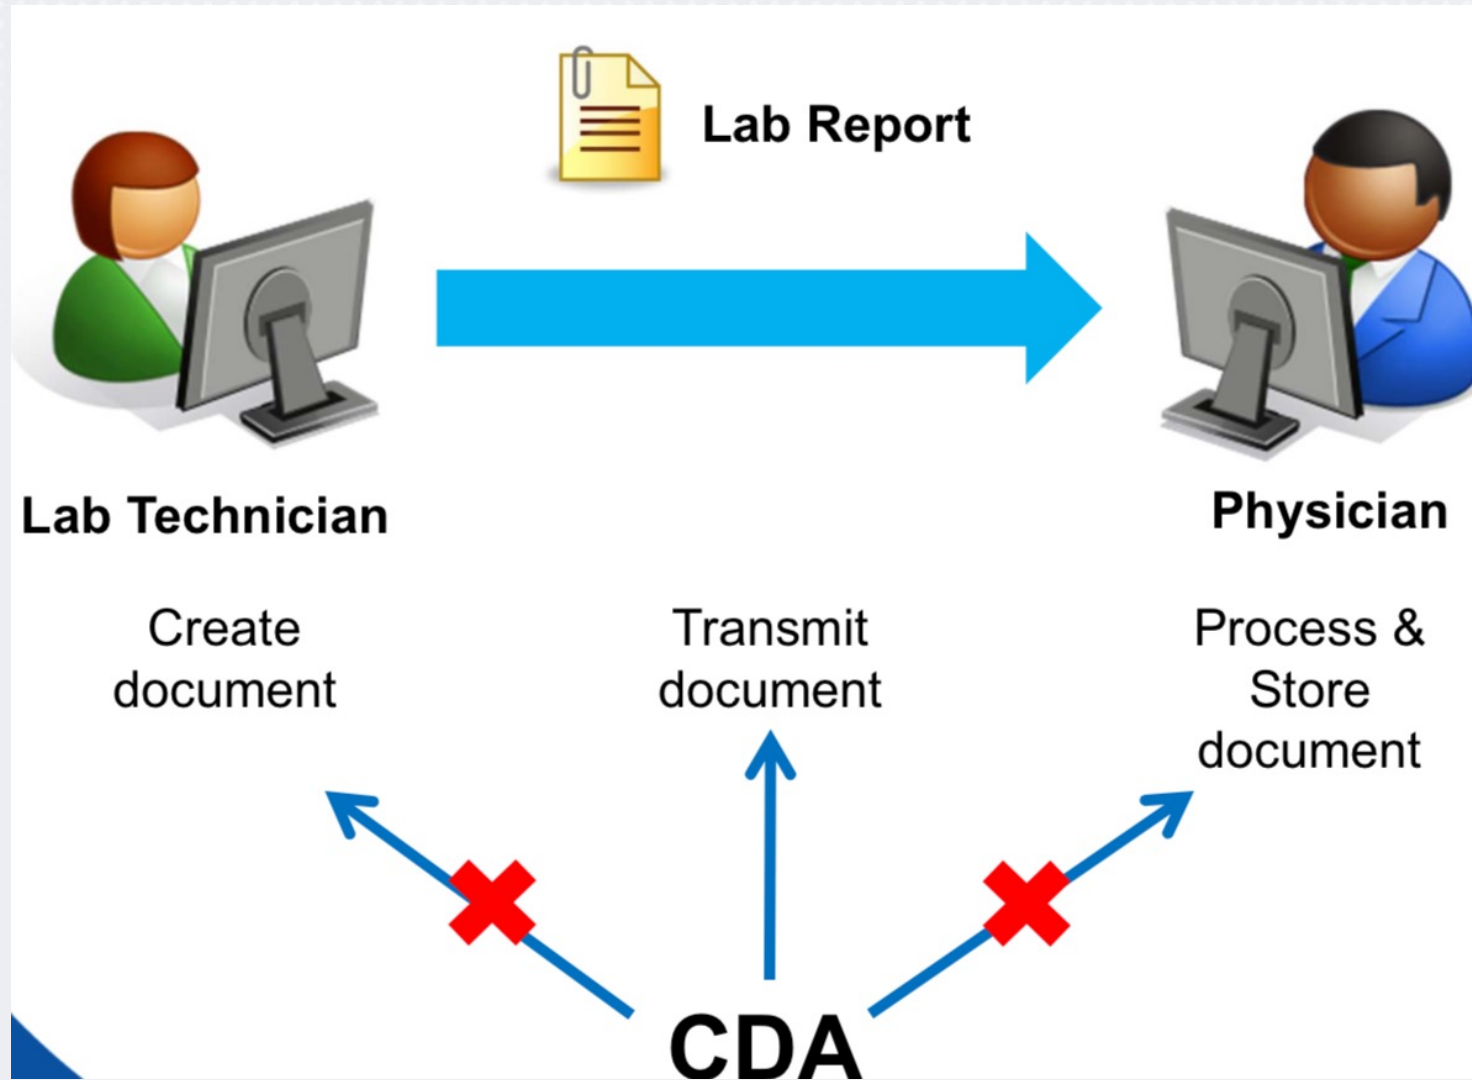 Lab Report
Lab Technician
Physician
Create
document
Transmit
document
Process &
Store
document
CDA